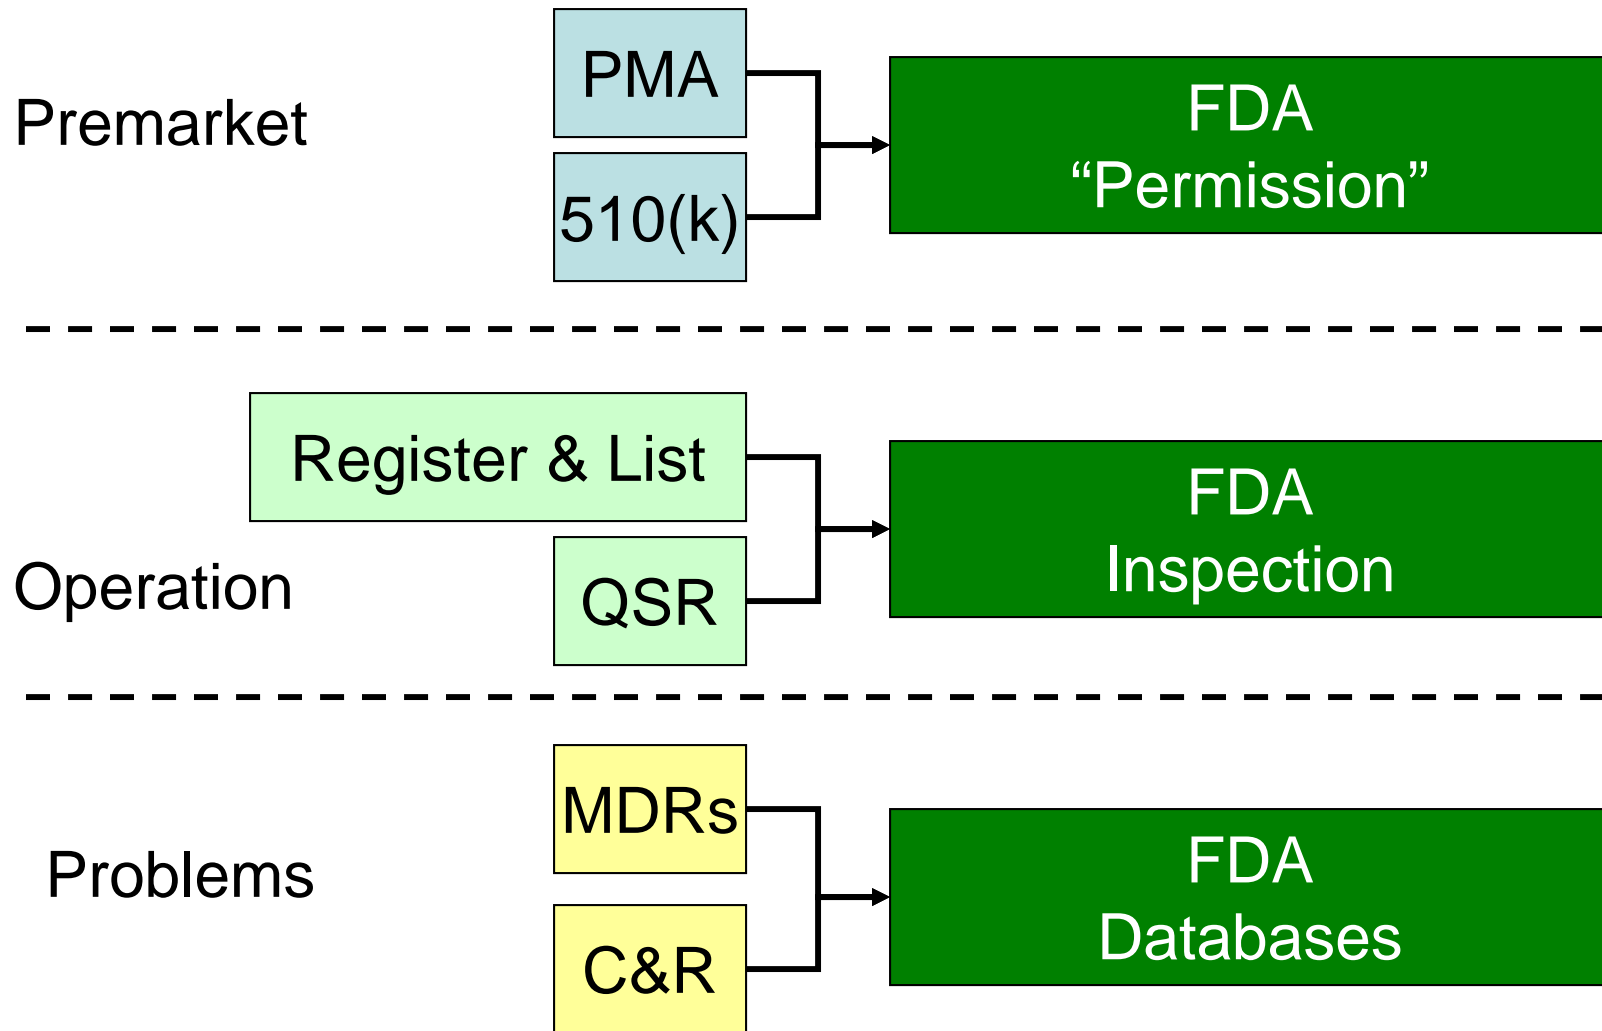 Premarket
PMA
510(k)
FDA
“Permission”
Operation
Register & List
QSR
FDA
Inspection
Problems
MDRs
C&R
FDA
Databases